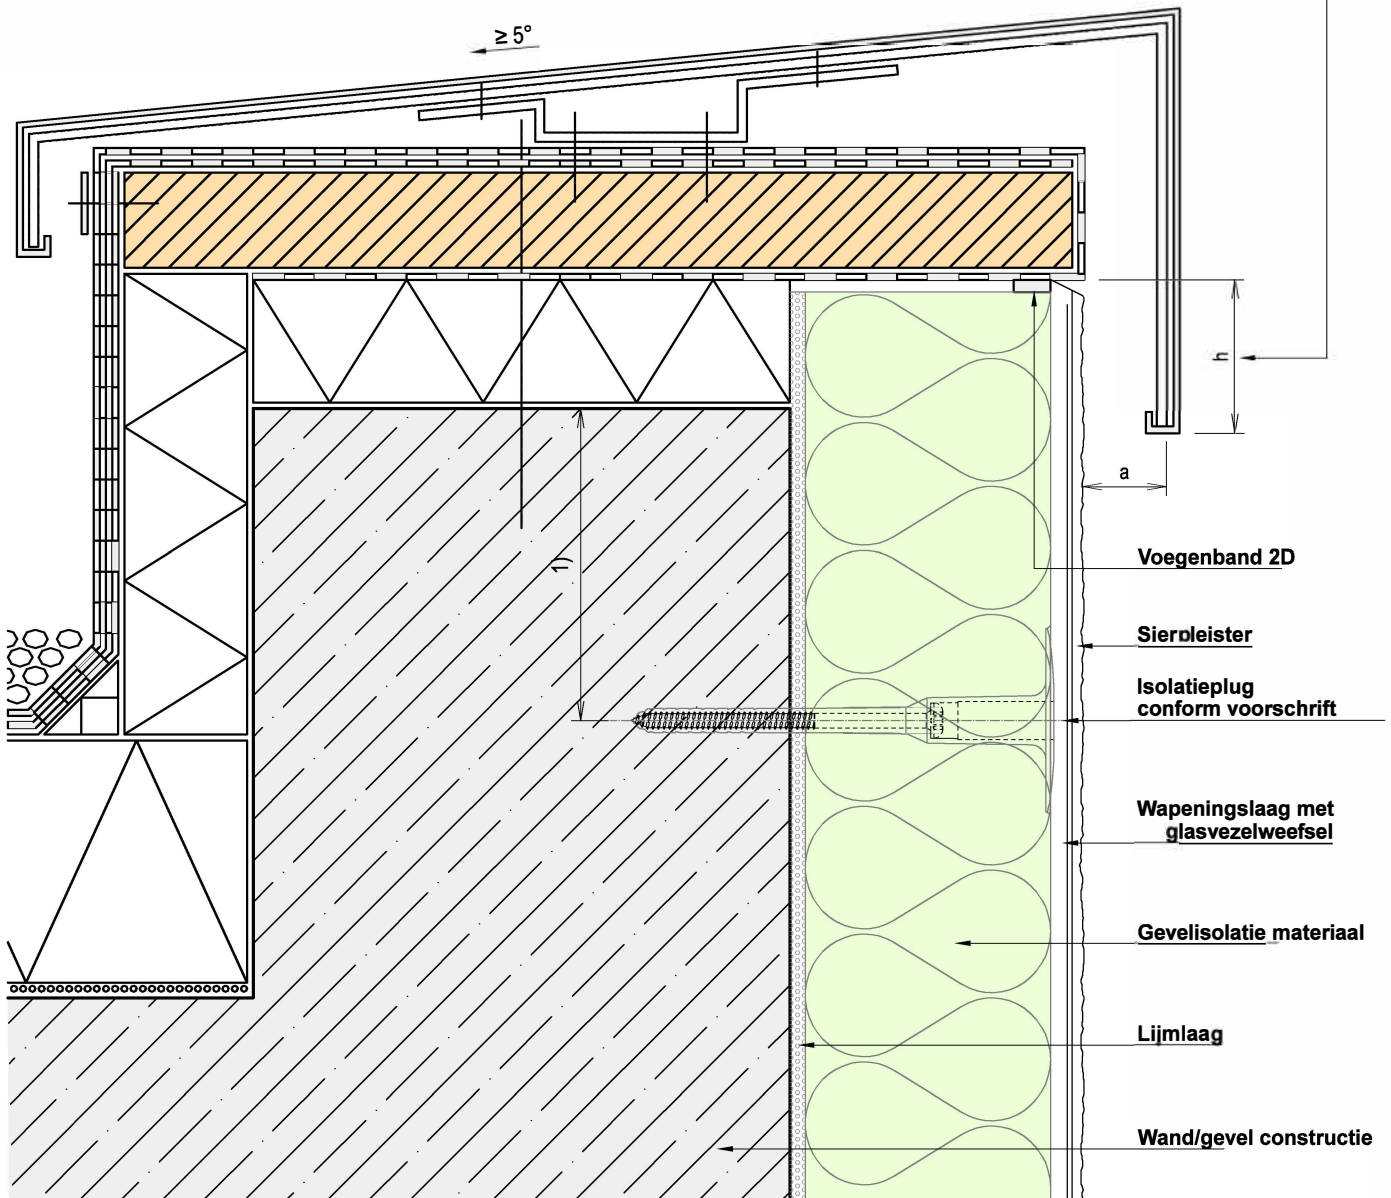 ≥ 5°
h
a
1)
Voegenband 2D
Sierpleister
Isolatieplug
conform voorschrift
Wapeningslaag met
glasvezelweefsel
Gevelisolatie materiaal
Lijmlaag
Wand/gevel constructie